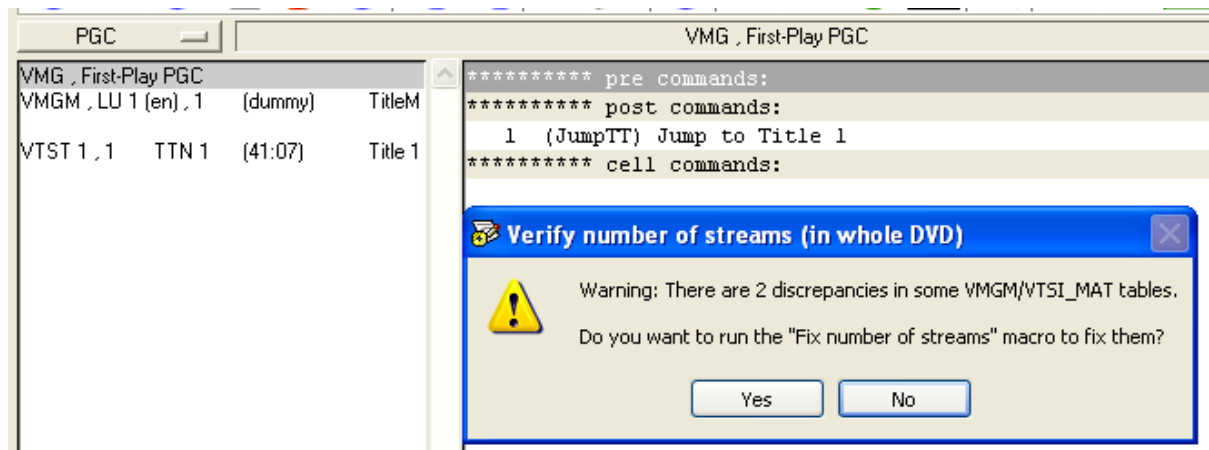 PGC
VMG , First-Play PGC
VMG , First-Play PGC
VMGM , LU 1 (en) , 1 (dummy) TitleM
VTST 1 , 1 TTN 1 (41:07) Title 1
********** pre commands:
********** post commands:
1 (JumpTT) Jump to Title 1
********** cell commands:
Verify number of streams (in whole DVD)
Warning: There are 2 discrepancies in some VMGM/VTSI_MAT tables.
Do you want to run the "Fix number of streams" macro to fix them?
Yes
No